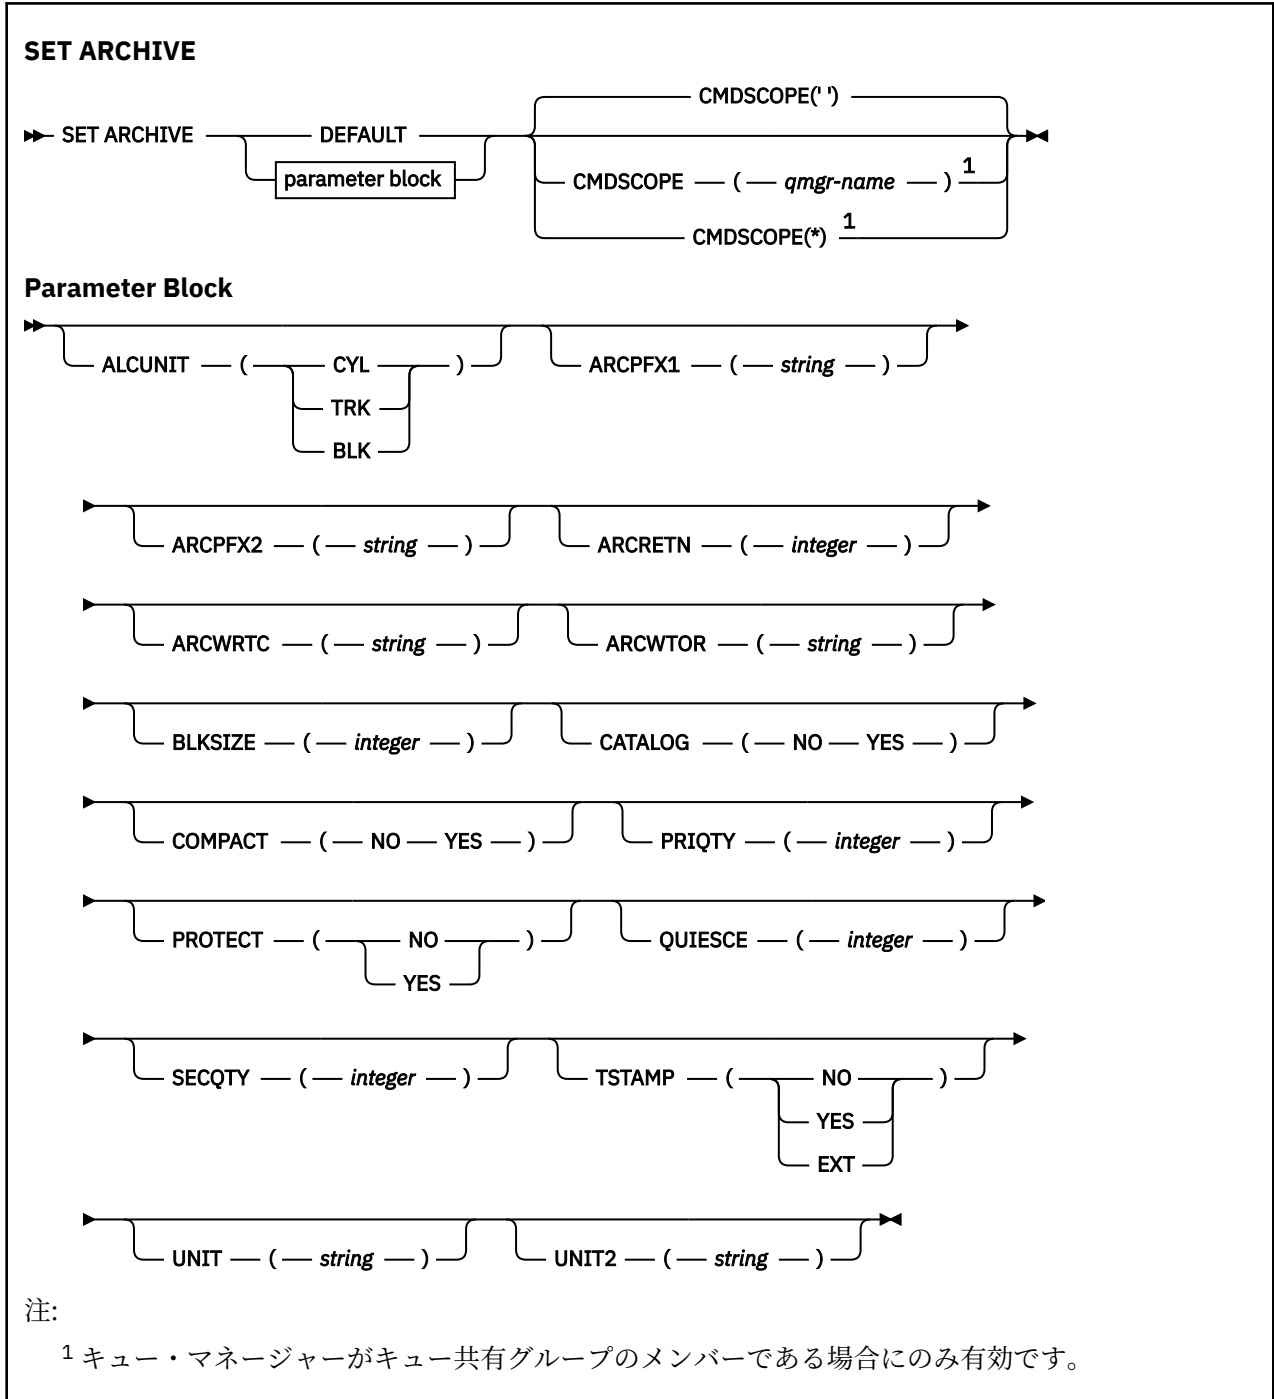 SET ARCHIVE
CMDSCOPE(' ')
SET ARCHIVE DEFAULT
parameter block
CMDSCOPE ( qmgr-name ) 1
CMDSCOPE(*) 1
Parameter Block
ALCUNIT ( CYL ) ARCPFX1 ( string )
TRK
BLK
ARCPFX2 ( string ) ARCRETN ( integer )
ARCWRTC ( string ) ARCWTOR ( string )
BLKSIZE ( integer ) CATALOG ( NO YES )
COMPACT ( NO YES ) PRIQTY ( integer )
PROTECT ( NO ) QUIESCE ( integer )
YES
SECQTY ( integer ) TSTAMP ( NO )
YES
EXT
UNIT ( string ) UNIT2 ( string )
注:
1 キュー・マネージャーがキュー共有グループのメンバーである場合にのみ有効です。